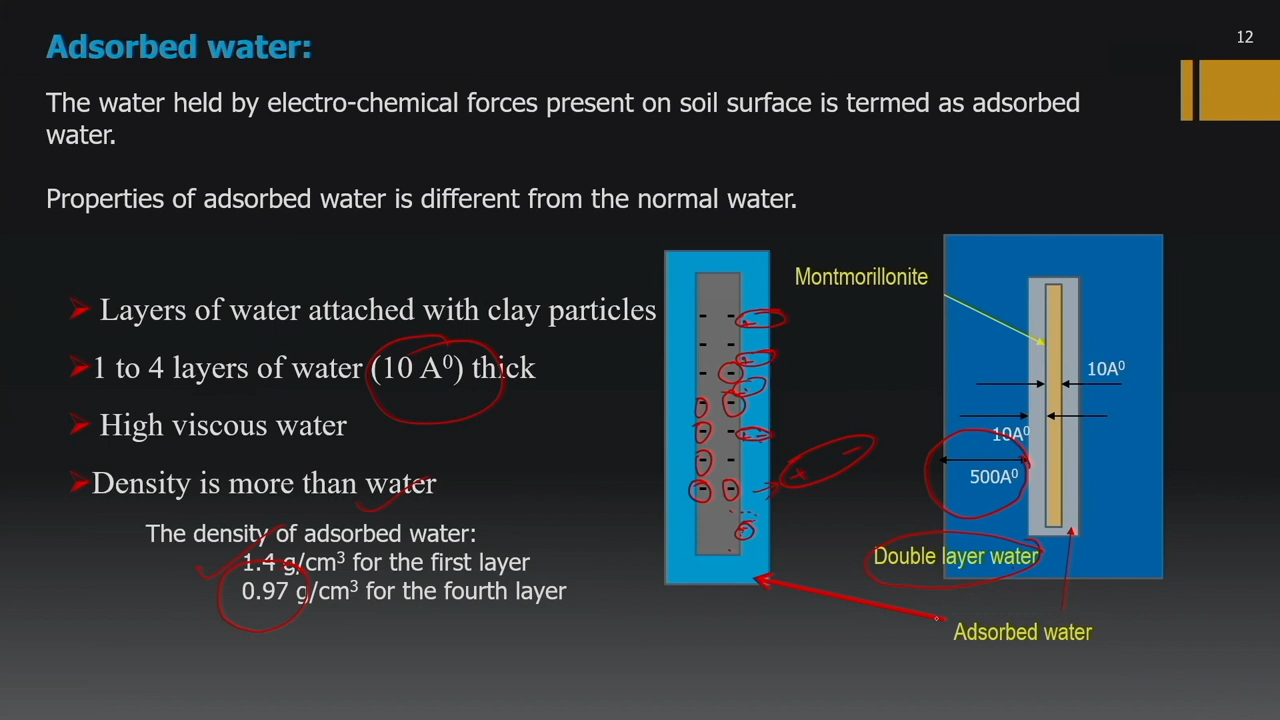 12
Adsorbed water:
The water held by electro-chemical forces present on soil surface is termed as adsorbed
water.
Properties of adsorbed water is different from the normal water.
Layers of water attached with clay particles
1 to 4 layers of water (10 A⁰) thick
High viscous water
Density is more than water
The density of adsorbed water:
1.4 g/cm³ for the first layer
0.97 g/cm³ for the fourth layer
Montmorillonite
10A⁰
10A⁰
500A⁰
Double layer water
Adsorbed water